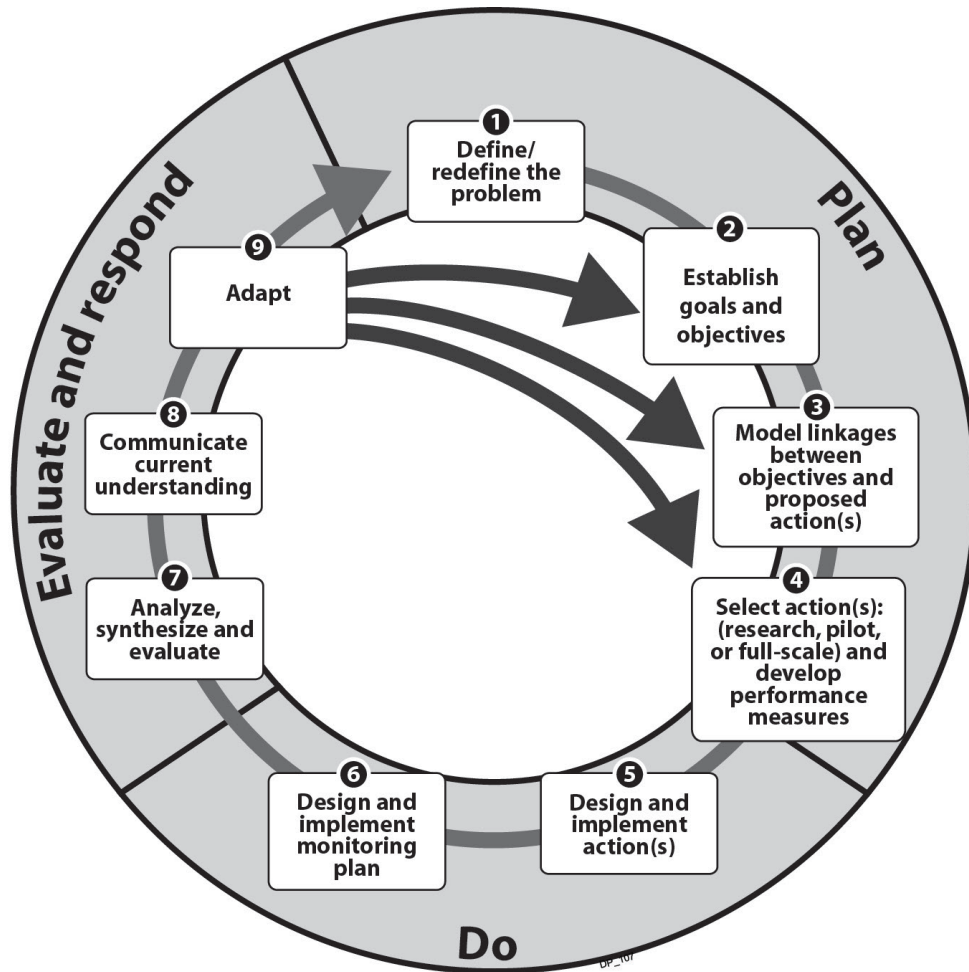 Plan
1
Define/
redefine the
problem
2
Establish
goals and
objectives
3
Model linkages
between
objectives and
proposed
action(s)
4
Select action(s):
(research, pilot,
or full-scale) and
develop
performance
measures
Do
5
Design and
implement
action(s)
6
Design and
implement
monitoring
plan
Evaluate and respond
7
Analyze,
synthesize and
evaluate
8
Communicate
current
understanding
9
Adapt
DP_167